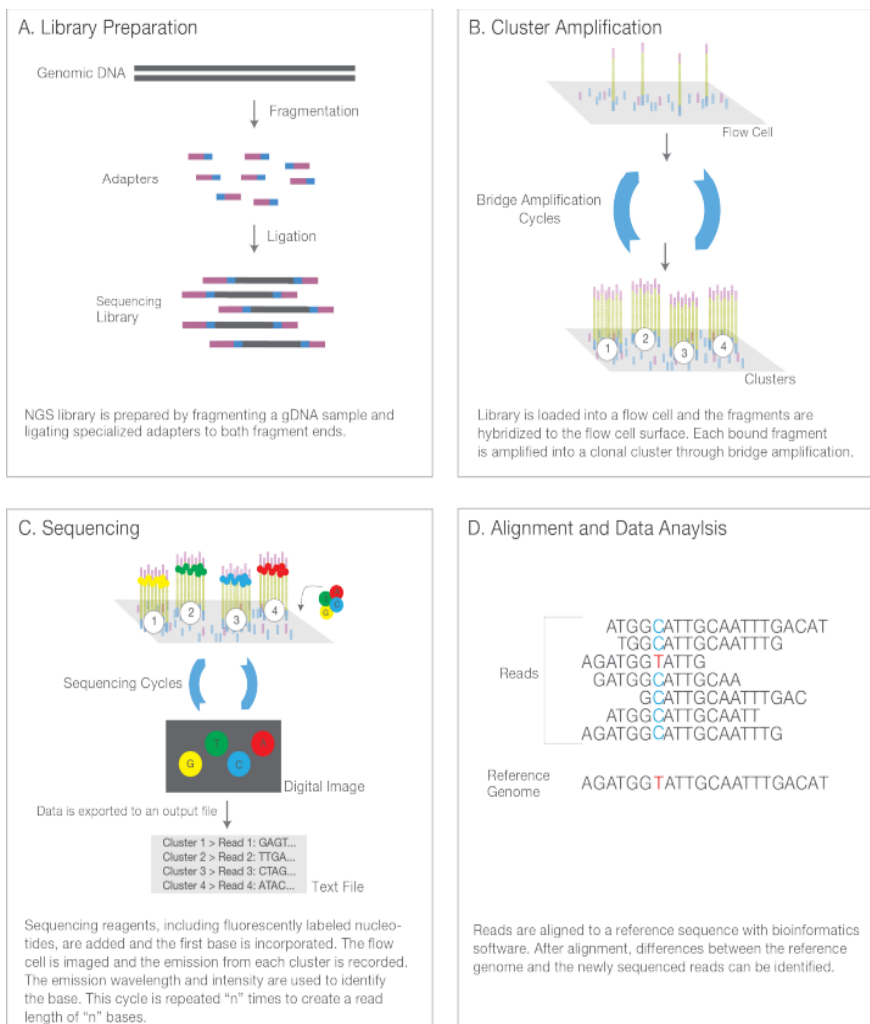 A. Library Preparation
Genomic DNA
Fragmentation
Adapters
Ligation
Sequencing
Library
NGS library is prepared by fragmenting a gDNA sample and
ligating specialized adapters to both fragment ends.
B. Cluster Amplification
Flow Cell
Bridge Amplification
Cycles
1
2
3
4
Clusters
Library is loaded into a flow cell and the fragments are
hybridized to the flow cell surface. Each bound fragment
is amplified into a clonal cluster through bridge amplification.
C. Sequencing
1
2
3
4
T
G
Sequencing Cycles
T
G
C
Digital Image
Data is exported to an output file
Cluster 1 > Read 1: GAGT...
Cluster 2 > Read 2: TTGA...
Cluster 3 > Read 3: CTAG...
Cluster 4 > Read 4: ATAC...
Text File
Sequencing reagents, including fluorescently labeled nucleo-
tides, are added and the first base is incorporated. The flow
cell is imaged and the emission from each cluster is recorded.
The emission wavelength and intensity are used to identify
the base. This cycle is repeated “n” times to create a read
length of “n” bases.
D. Alignment and Data Anaylsis
Reads
ATGGCATTGCAATTTGACAT
TGGCATTGCAATTTG
AGATGGTATTG
GATGGCATTGCAA
GCATTGCAATTTGAC
ATGGCATTGCAATT
AGATGGCATTGCAATTTG
Reference
Genome
AGATGGTATTGCAATTTGACAT
Reads are aligned to a reference sequence with bioinformatics
software. After alignment, differences between the reference
genome and the newly sequenced reads can be identified.